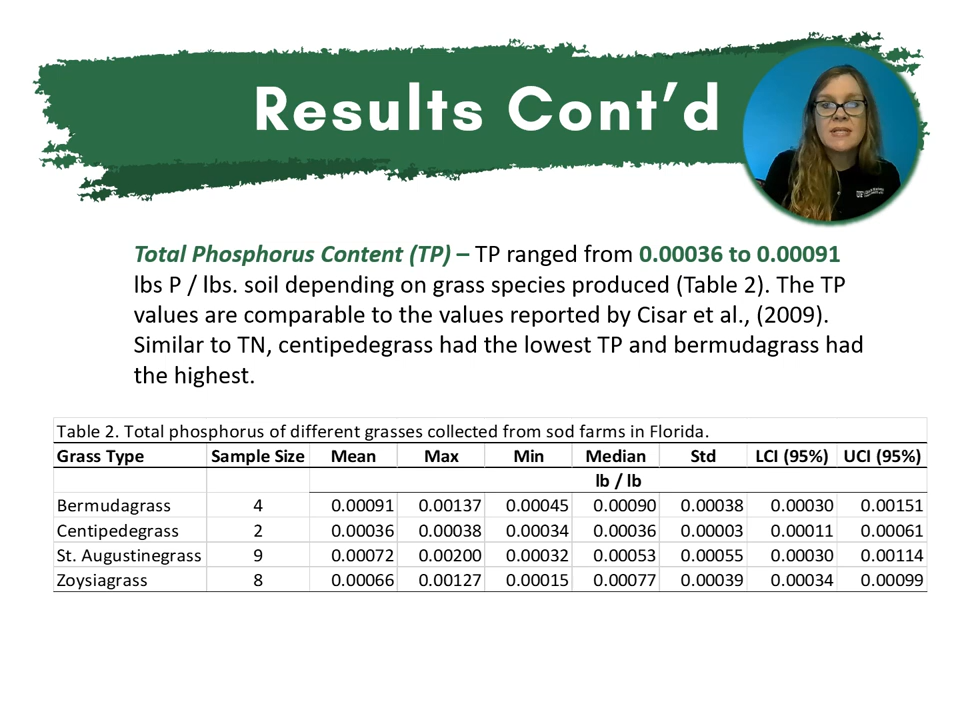 Results Cont'd
Total Phosphorus Content (TP) – TP ranged from 0.00036 to 0.00091
lbs P / lbs. soil depending on grass species produced (Table 2). The TP
values are comparable to the values reported by Cisar et al., (2009).
Similar to TN, centipedegrass had the lowest TP and bermudagrass had
the highest.
Table 2. Total phosphorus of different grasses collected from sod farms in Florida.
Grass Type Sample Size Mean Max Min Median Std LCI (95%) UCI (95%)
lb / lb
Bermudagrass 4 0.00091 0.00137 0.00045 0.00090 0.00038 0.00030 0.00151
Centipedegrass 2 0.00036 0.00038 0.00034 0.00036 0.00003 0.00011 0.00061
St. Augustinegrass 9 0.00072 0.00200 0.00032 0.00053 0.00055 0.00030 0.00114
Zoysiagrass 8 0.00066 0.00127 0.00015 0.00077 0.00039 0.00034 0.00099